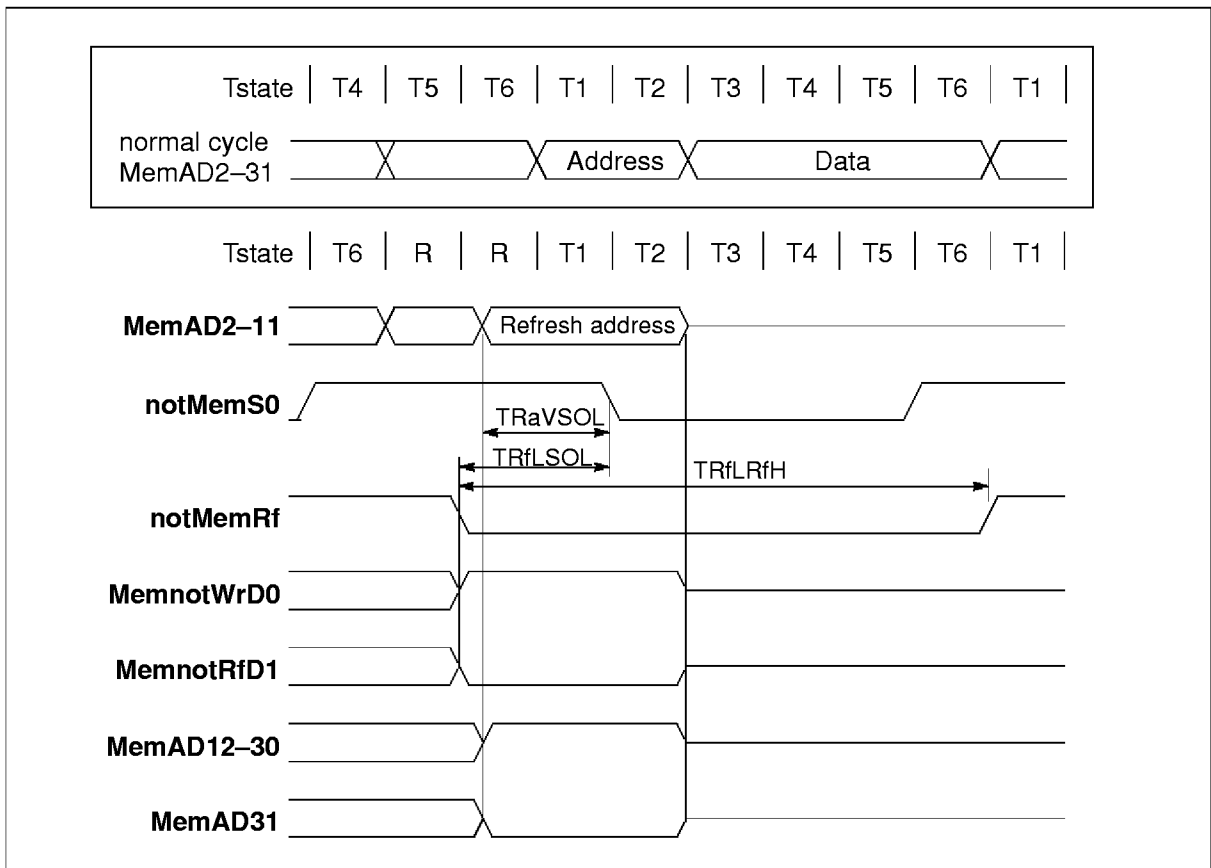 Tstate T4 T5 T6 T1 T2 T3 T4 T5 T6 T1
normal cycle
MemAD2–31 Address Data
Tstate T6 R R T1 T2 T3 T4 T5 T6 T1
MemAD2–11 Refresh address
notMemS0
TRaVSOL
TRfLSOL TRfLRfH
notMemRf
MemnotWrD0
MemnotRfD1
MemAD12–30
MemAD31